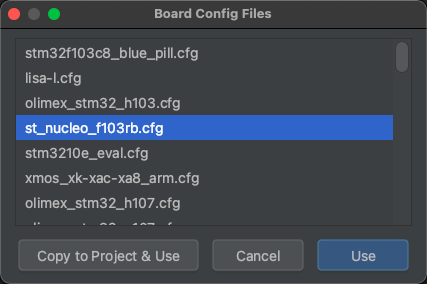 Board Config Files
stm32f103c8_blue_pill.cfg
lisa-l.cfg
olimex_stm32_h103.cfg
st_nucleo_f103rb.cfg
stm3210e_eval.cfg
xmos_xk-xac-xa8_arm.cfg
olimex_stm32_h107.cfg
Copy to Project & Use
Cancel
Use